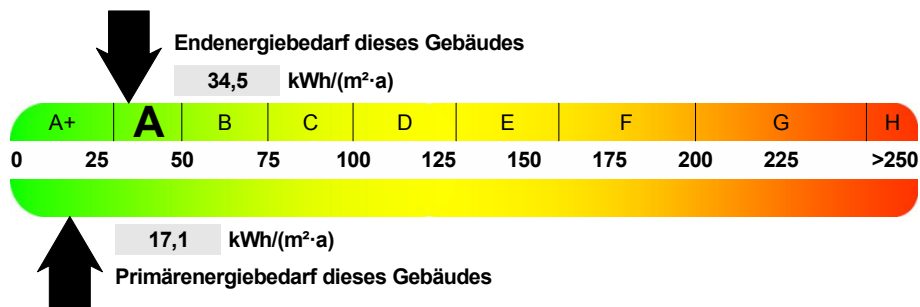 Endenergiebedarf dieses Gebäudes
34,5 kWh/(m²·a)
A+ A B C D E F G H
0 25 50 75 100 125 150 175 200 225 >250
17,1 kWh/(m²·a)
Primärenergiebedarf dieses Gebäudes